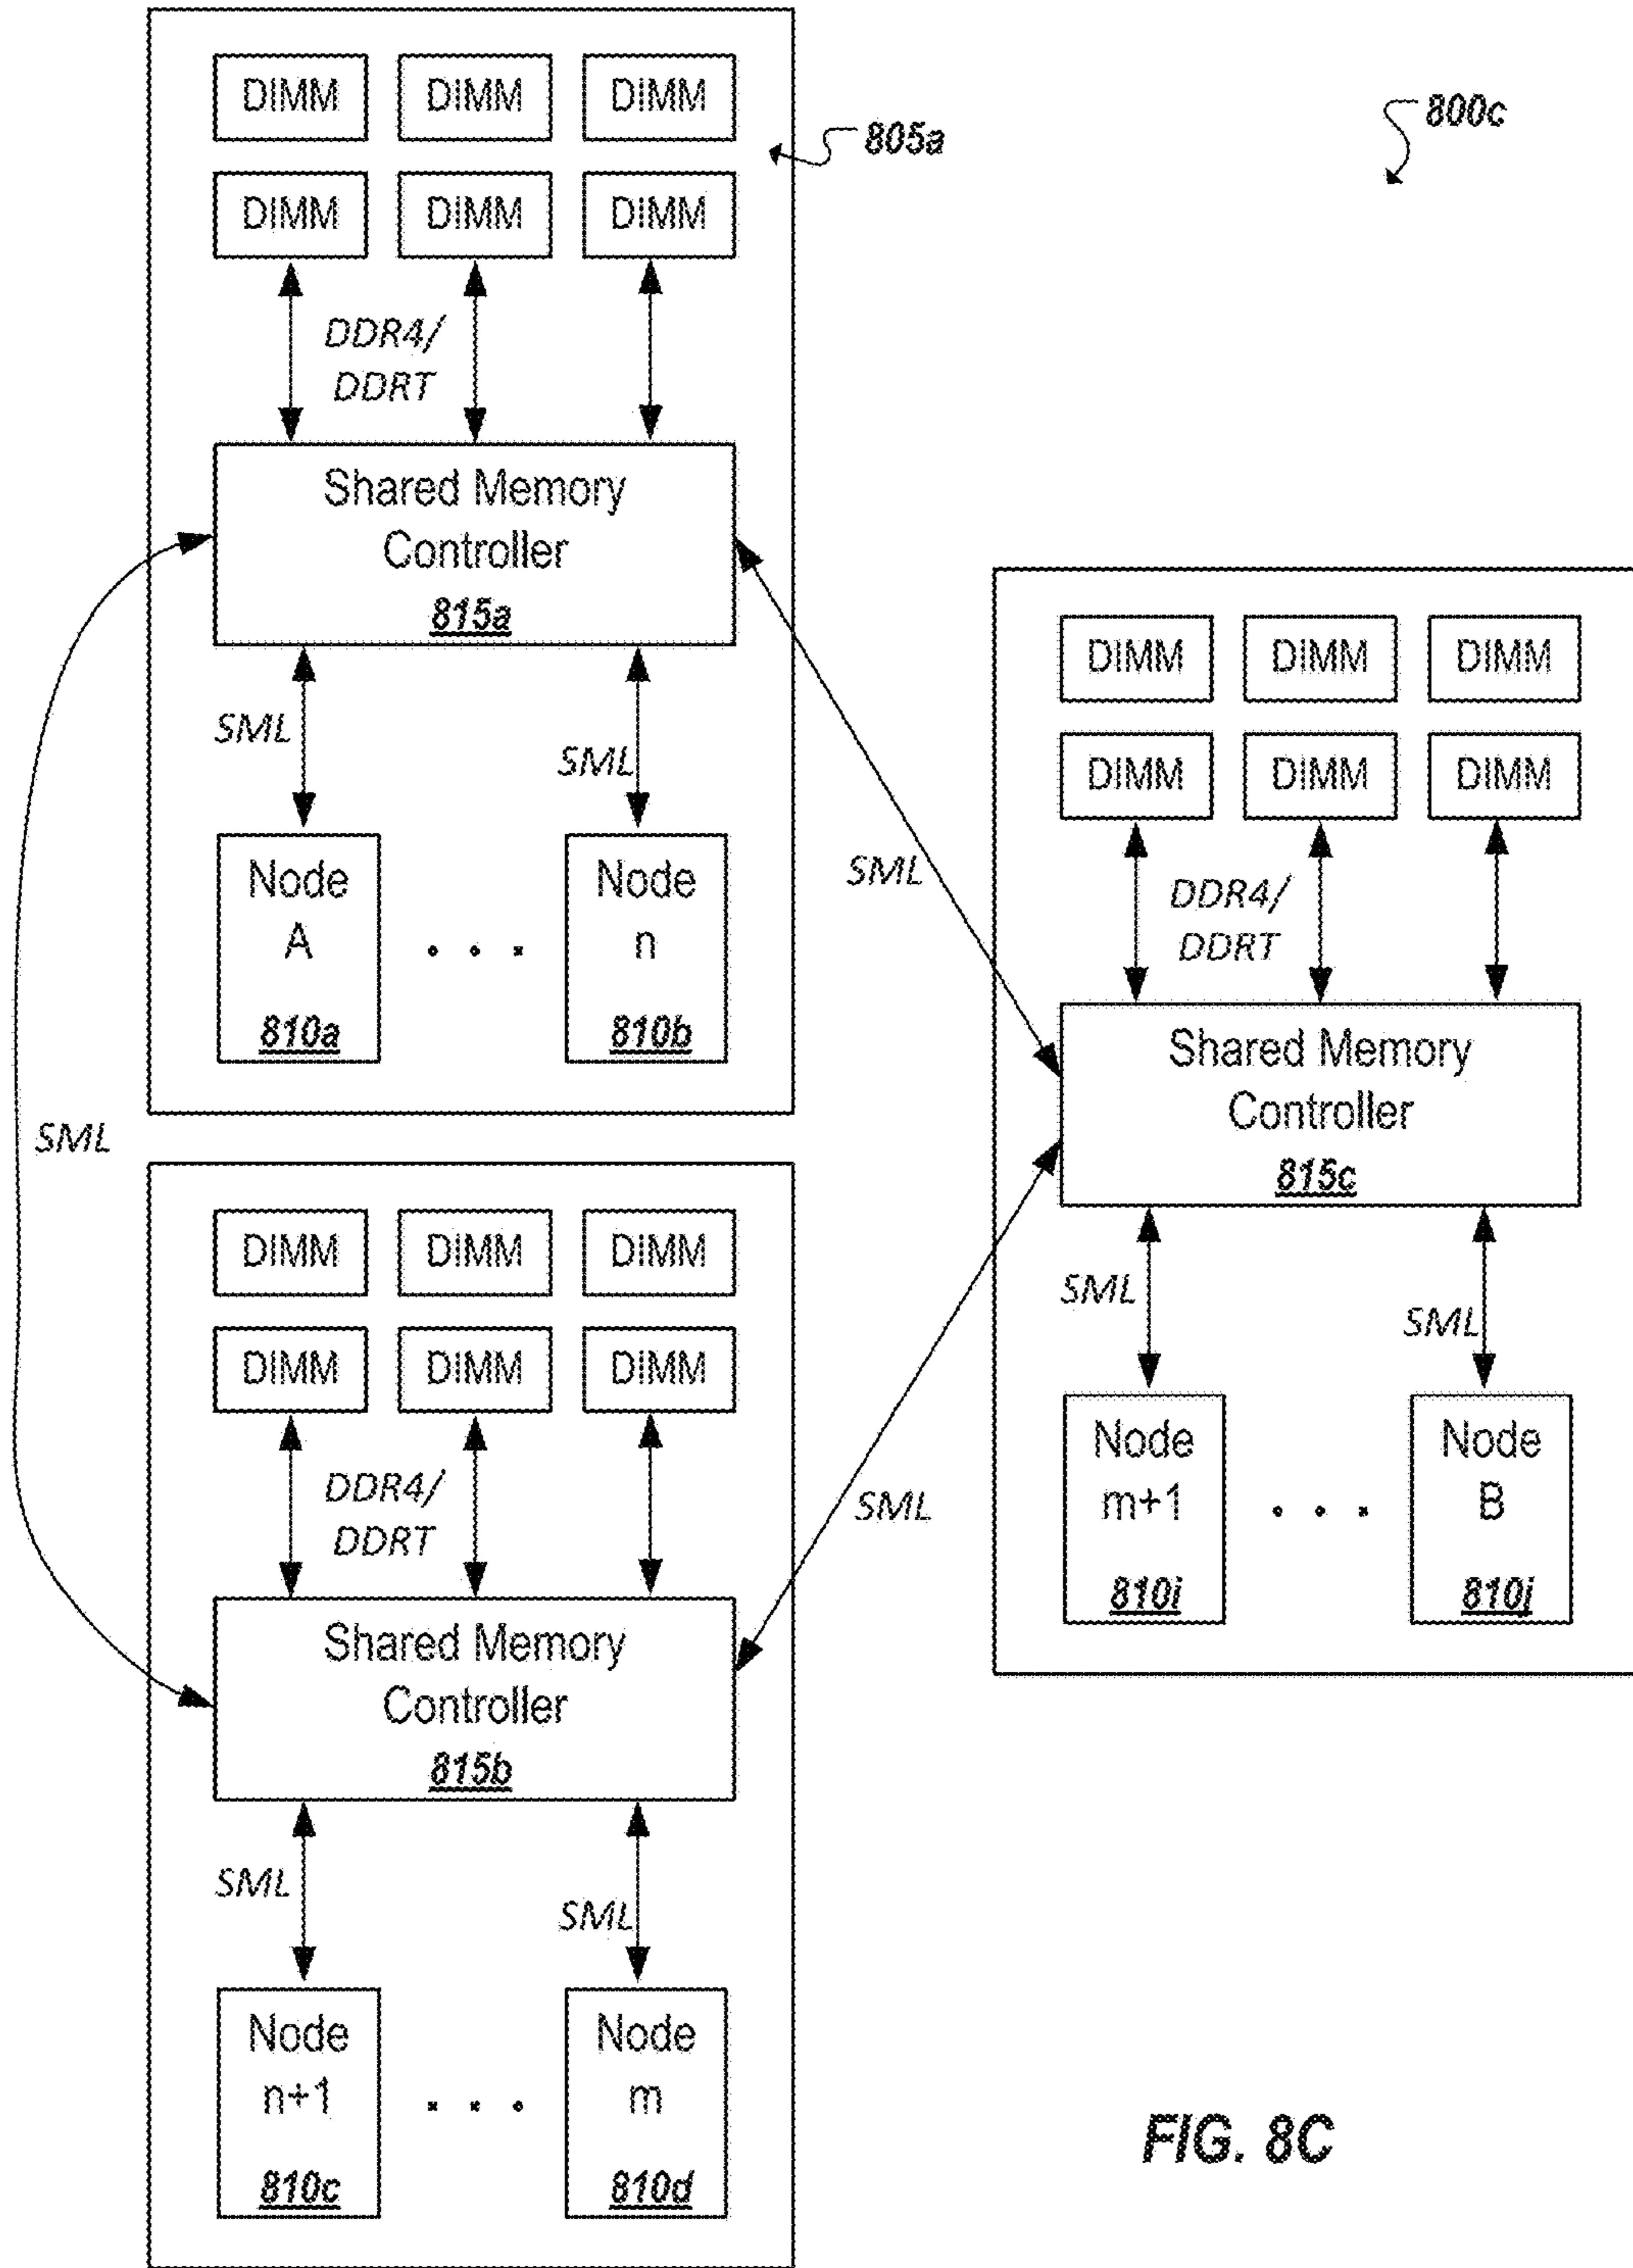 DIMM DIMM DIMM
DIMM DIMM DIMM
805a
800c
DDR4/
DDRT
Shared Memory
Controller
815a
SML
SML
Node
A
810a
. . .
Node
n
810b
SML
SML
SML
DIMM DIMM DIMM
DIMM DIMM DIMM
DDR4/
DDRT
Shared Memory
Controller
815b
SML
SML
Node
n+1
810c
. . .
Node
m
810d
DIMM DIMM DIMM
DIMM DIMM DIMM
DDR4/
DDRT
Shared Memory
Controller
815c
SML
SML
Node
m+1
810i
. . .
Node
B
810j
FIG. 8C